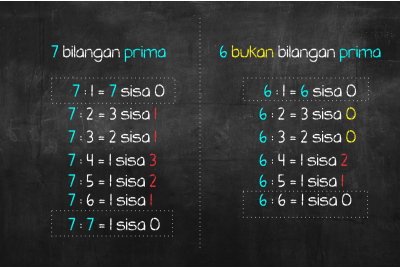 7 bilangan prima
7 : 1 = 7 sisa 0
7 : 2 = 3 sisa 1
7 : 3 = 2 sisa 1
7 : 4 = 1 sisa 3
7 : 5 = 1 sisa 2
7 : 6 = 1 sisa 1
7 : 7 = 1 sisa 0
6 bukan bilangan prima
6 : 1 = 6 sisa 0
6 : 2 = 3 sisa 0
6 : 3 = 2 sisa 0
6 : 4 = 1 sisa 2
6 : 5 = 1 sisa 1
6 : 6 = 1 sisa 0